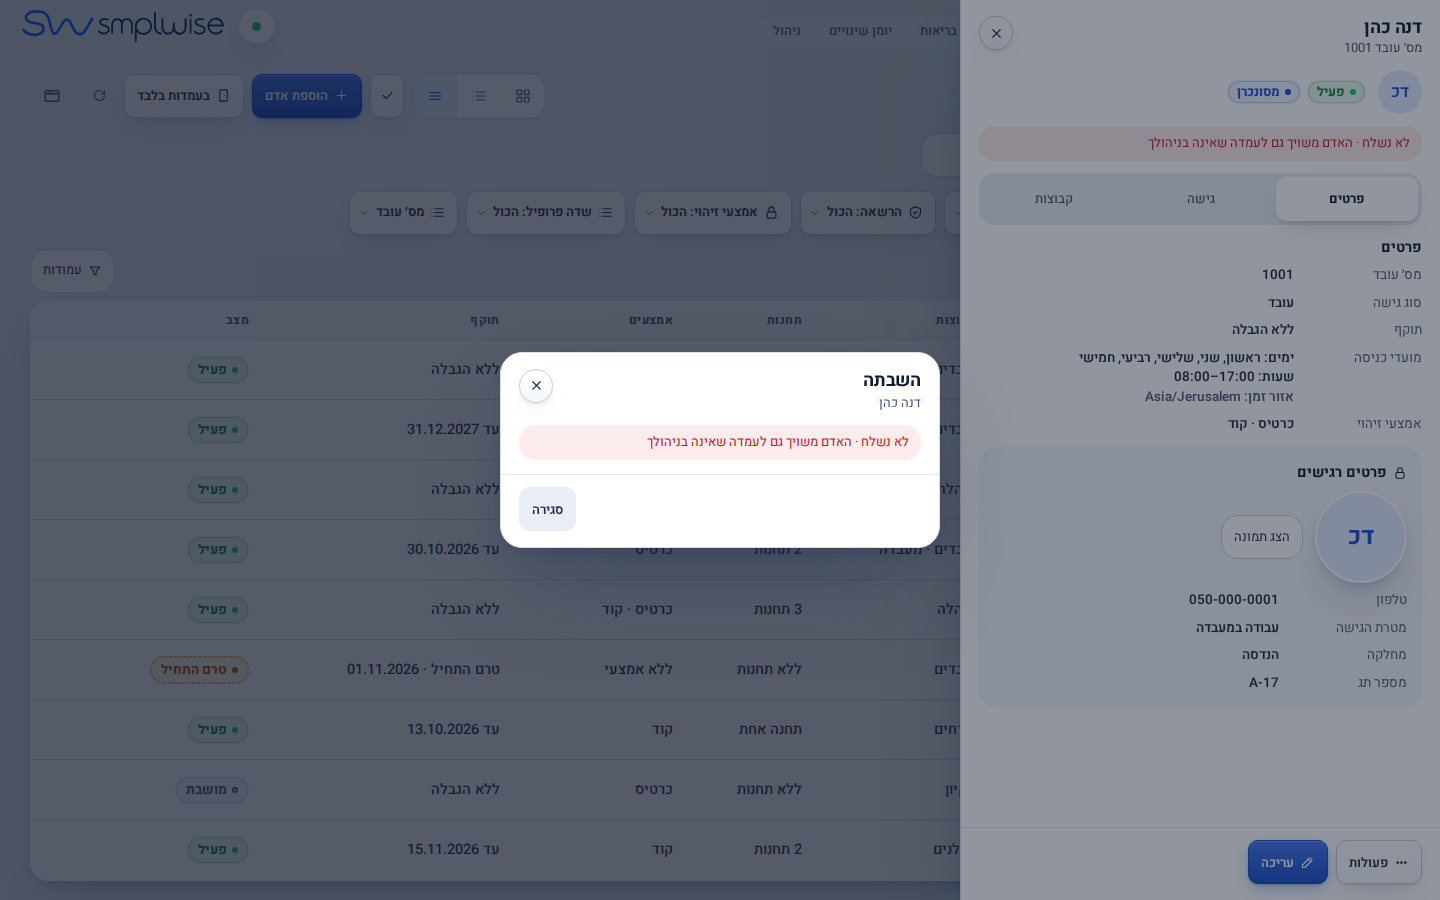 smplwise
ניהול
יומן שינויים
בריאות
בעמדות בלבד
הוספת אדם
מס׳ עובד
שדה פרופיל: הכול
אמצעי זיהוי: הכול
הרשאה: הכול
עמודות
תחנות
אמצעים
תוקף
מצב
ללא הגבלה
פעיל
עד 31.12.2027
פעיל
ללא הגבלה
פעיל
2 תחנות
כרטיס
עד 30.10.2026
פעיל
3 תחנות
כרטיס · קוד
ללא הגבלה
פעיל
ללא תחנות
ללא אמצעי
טרם התחיל · 01.11.2026
טרם התחיל
תחנה אחת
קוד
עד 13.10.2026
פעיל
ללא תחנות
כרטיס
ללא הגבלה
מושבת
2 תחנות
קוד
עד 15.11.2026
פעיל
דנה כהן
מס׳ עובד 1001
דכ
פעיל
מסונכרן
לא נשלח · האדם משויך גם לעמדה שאינה בניהולך
פרטים
גישה
קבוצות
פרטים
מס׳ עובד
1001
סוג גישה
עובד
תוקף
ללא הגבלה
מועדי כניסה
ימים: ראשון, שני, שלישי, רביעי, חמישי
שעות: 08:00–17:00
אזור זמן: Asia/Jerusalem
אמצעי זיהוי
כרטיס · קוד
פרטים רגישים
דכ
הצג תמונה
טלפון
050-000-0001
מטרת הגישה
עבודה במעבדה
מחלקה
הנדסה
מספר תג
A-17
פעולות
עריכה
השבתה
דנה כהן
לא נשלח · האדם משויך גם לעמדה שאינה בניהולך
סגירה